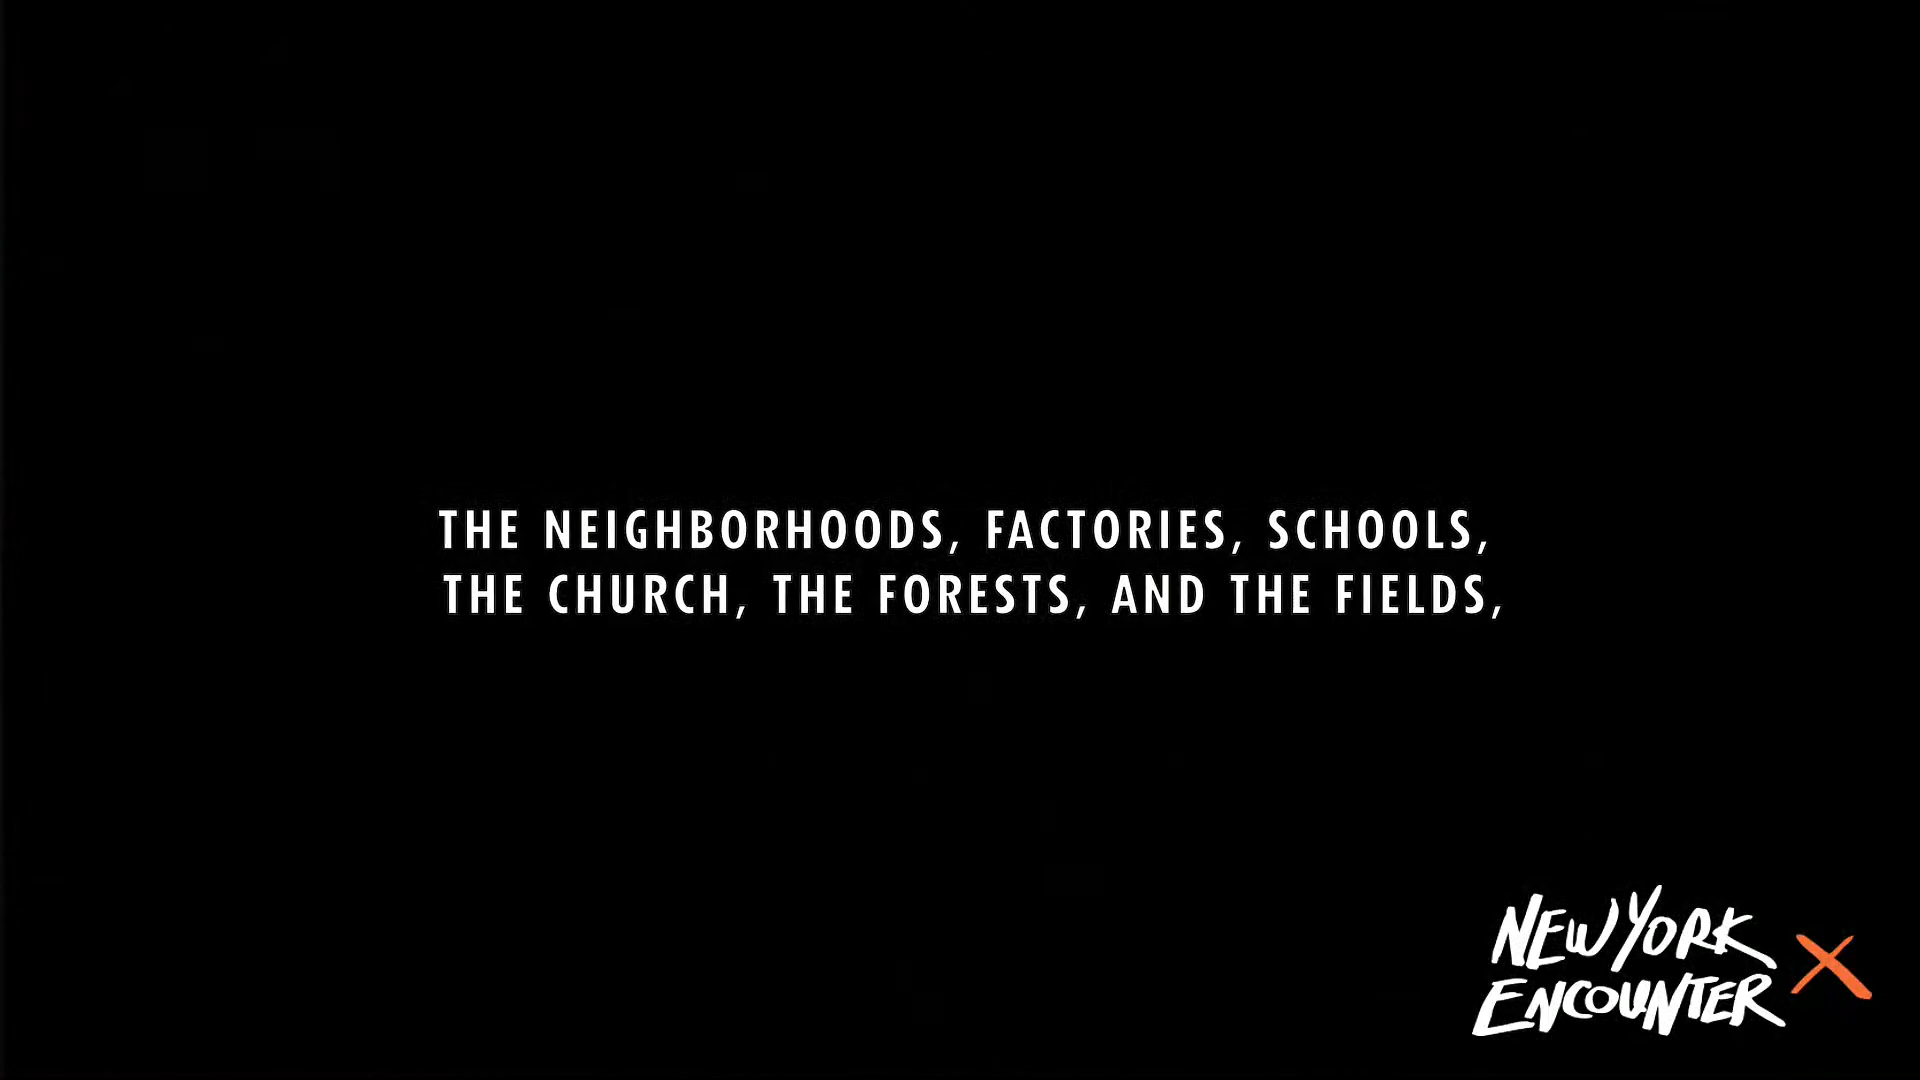 THE NEIGHBORHOODS, FACTORIES, SCHOOLS,
THE CHURCH, THE FORESTS, AND THE FIELDS,
NEW YORK
ENCOUNTER